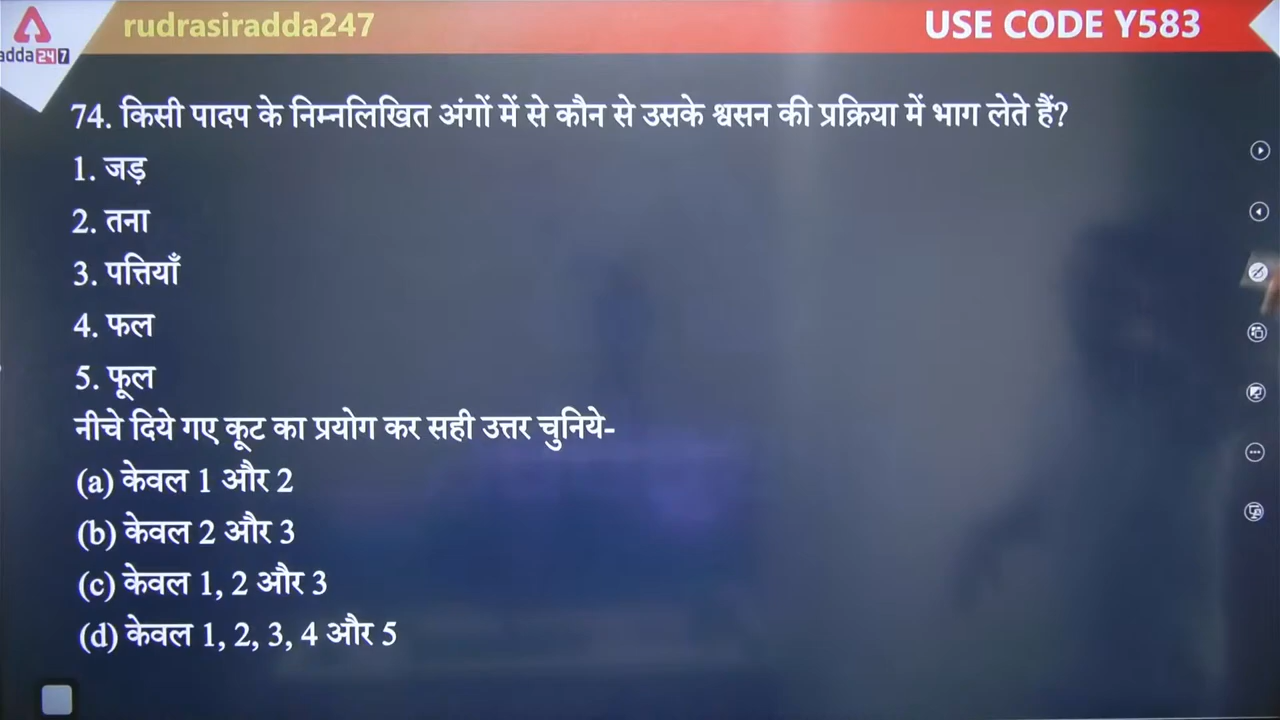 rudrasiradda247
USE CODE Y583
adda247
74. किसी पादप के निम्नलिखित अंगों में से कौन से उसके श्वसन की प्रक्रिया में भाग लेते हैं?
1. जड़
2. तना
3. पत्तियाँ
4. फल
5. फूल
नीचे दिये गए कूट का प्रयोग कर सही उत्तर चुनिये-
(a) केवल 1 और 2
(b) केवल 2 और 3
(c) केवल 1, 2 और 3
(d) केवल 1, 2, 3, 4 और 5